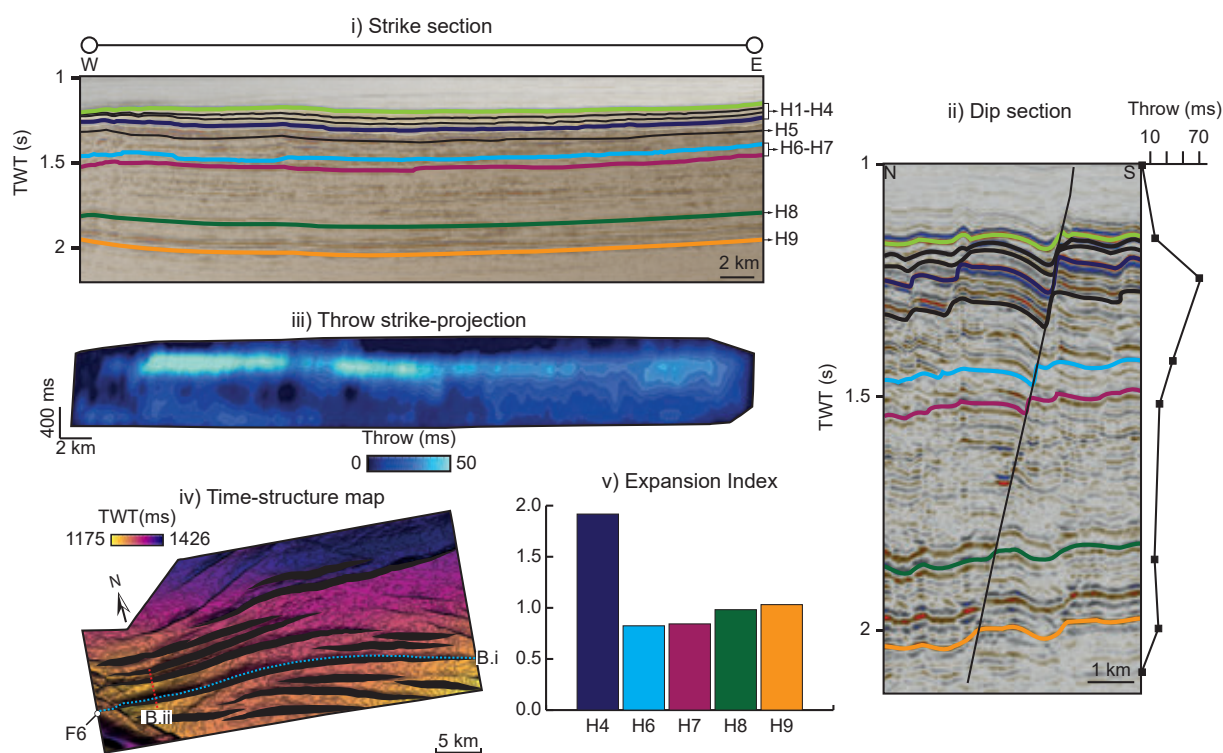 i) Strike section
W
E
1
1.5
2
TWT (s)
H1-H4
H5
H6-H7
H8
H9
2 km
ii) Dip section
Throw (ms)
10
70
N
S
1
1.5
2
TWT (s)
1 km
iii) Throw strike-projection
400 ms
2 km
Throw (ms)
0
50
iv) Time-structure map
TWT(ms)
1175
1426
N
B.i
B.ii
F6
5 km
v) Expansion Index
2.0
1.5
1.0
0.5
0.0
H4
H6
H7
H8
H9